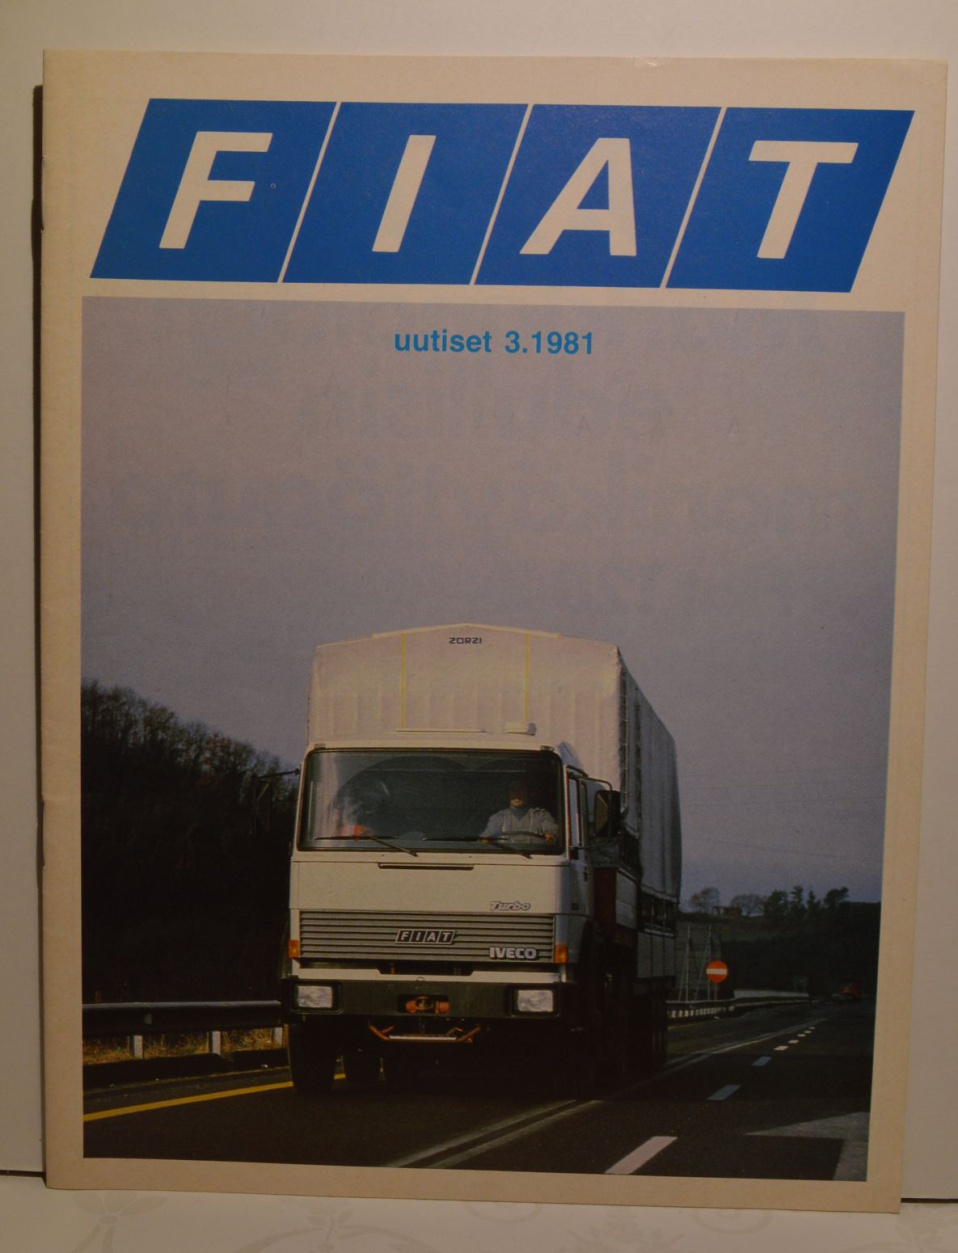 FIAT
uutiset 3.1981
ZORZI
Turbo
FIAT
IVECO